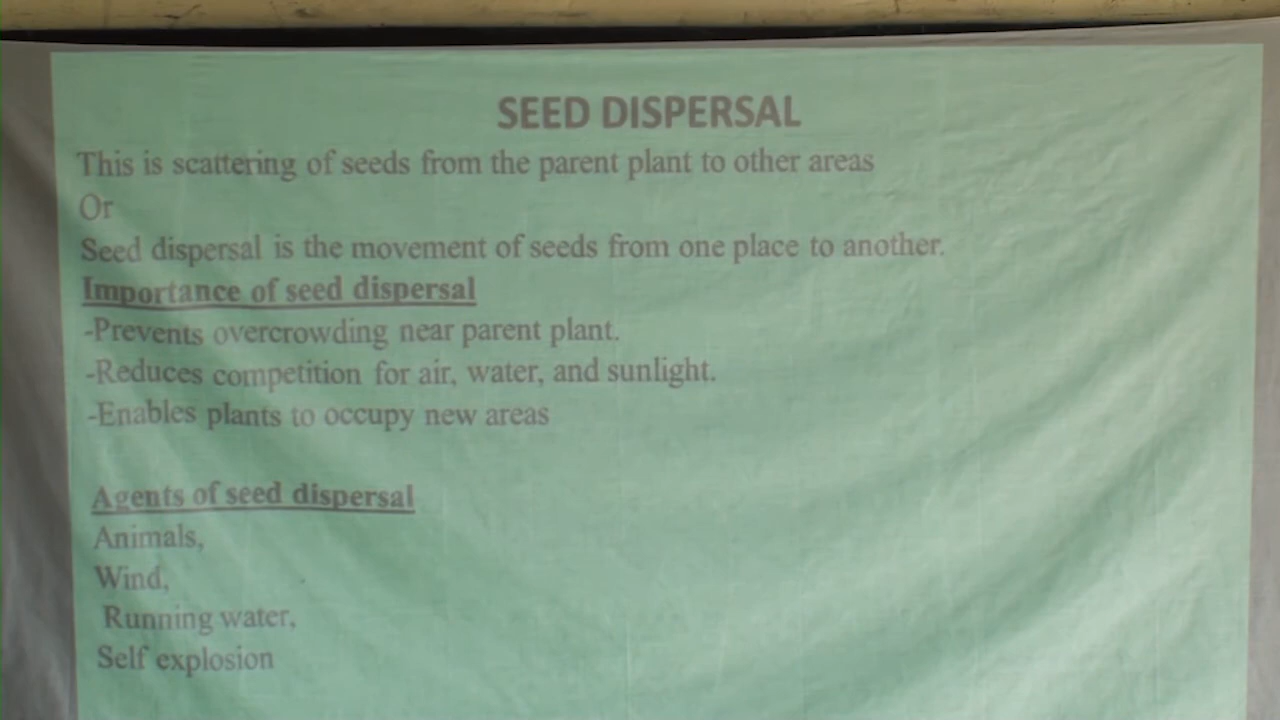 SEED DISPERSAL
This is scattering of seeds from the parent plant to other areas
Or
Seed dispersal is the movement of seeds from one place to another.
Importance of seed dispersal
-Prevents overcrowding near parent plant.
-Reduces competition for air, water, and sunlight.
-Enables plants to occupy new areas
Agents of seed dispersal
Animals,
Wind,
Running water,
Self explosion